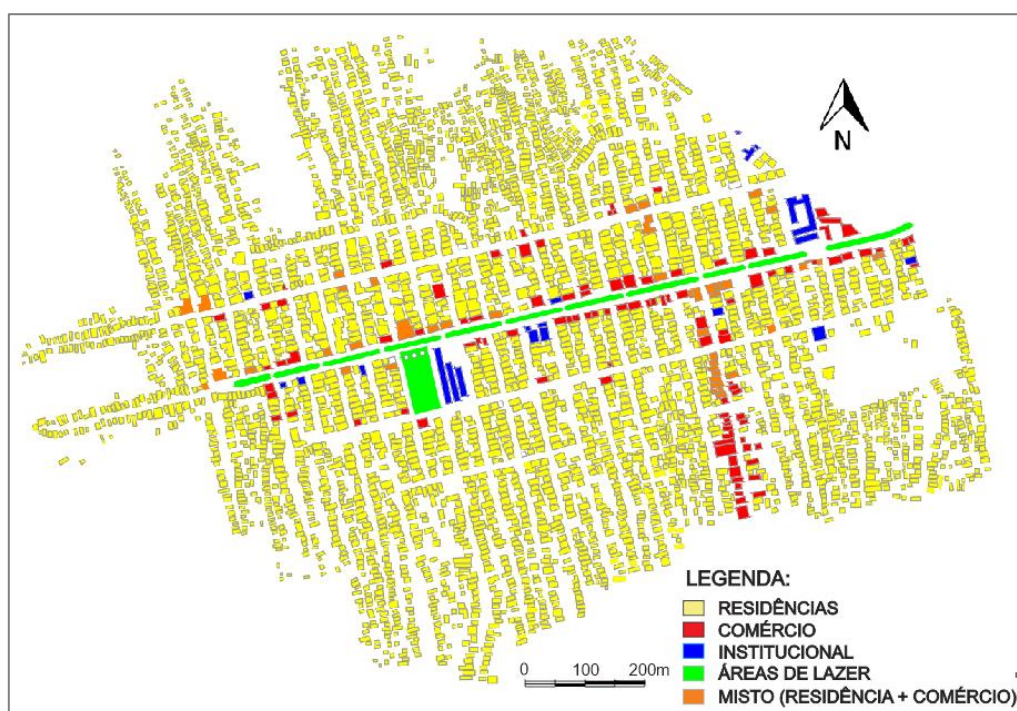 N
LEGENDA:
RESIDÊNCIAS
COMÉRCIO
INSTITUCIONAL
ÁREAS DE LAZER
MISTO (RESIDÊNCIA + COMÉRCIO)
0 100 200m